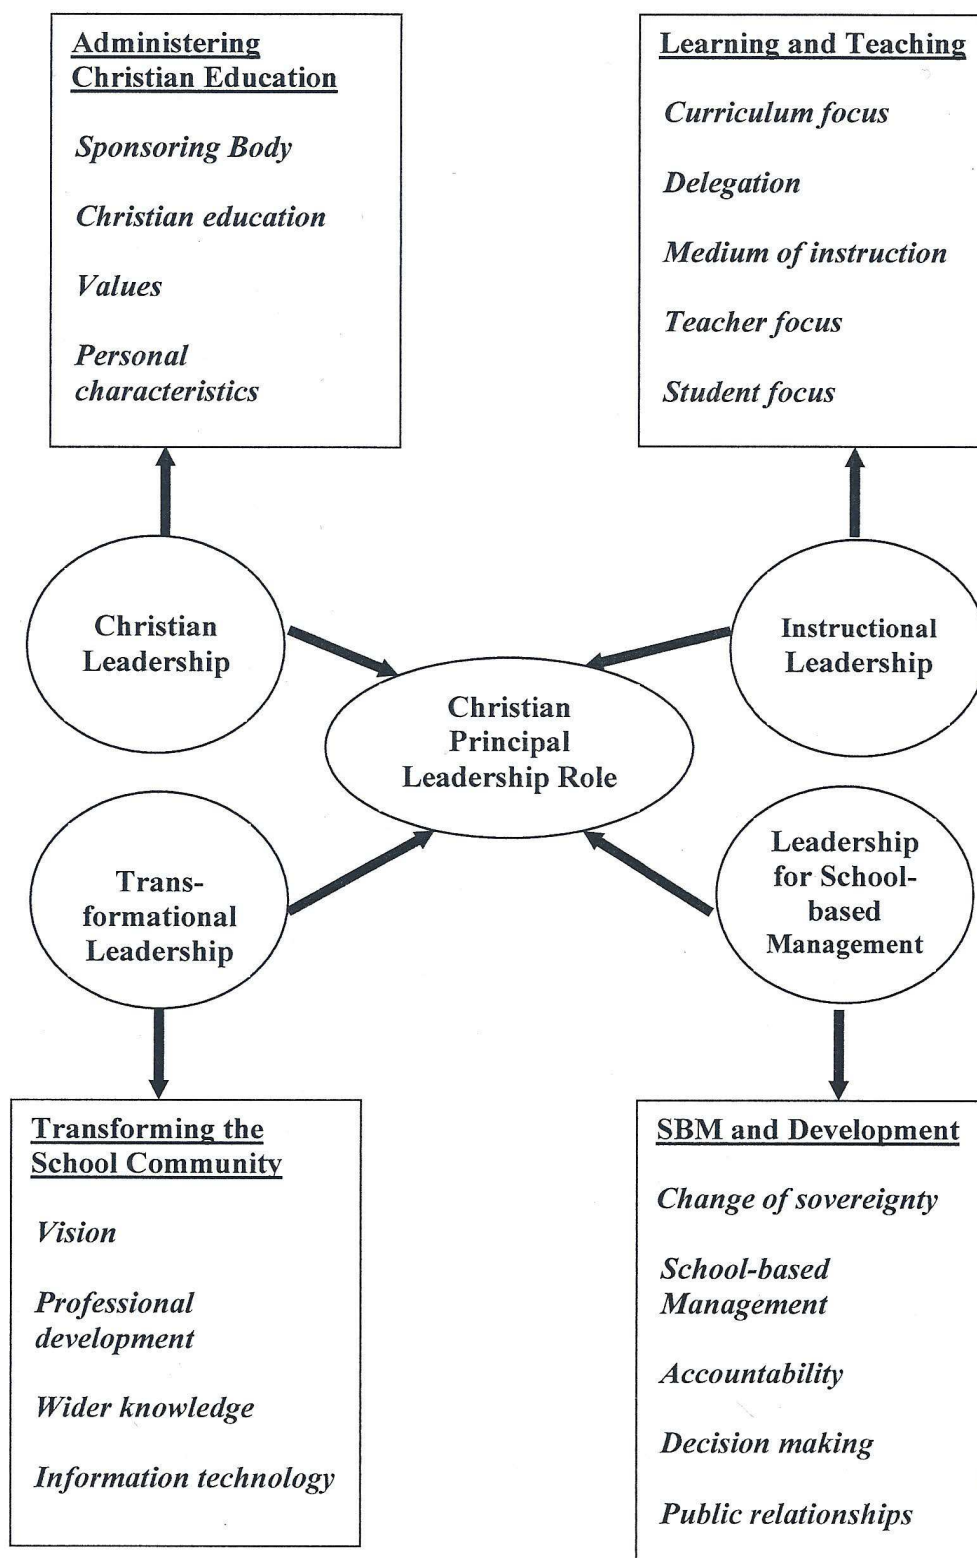 Administering
Christian Education
Sponsoring Body
Christian education
Values
Personal
characteristics
Learning and Teaching
Curriculum focus
Delegation
Medium of instruction
Teacher focus
Student focus
Christian
Leadership
Instructional
Leadership
Christian
Principal
Leadership Role
Trans-
formational
Leadership
Leadership
for School-
based
Management
Transforming the
School Community
Vision
Professional
development
Wider knowledge
Information technology
SBM and Development
Change of sovereignty
School-based
Management
Accountability
Decision making
Public relationships